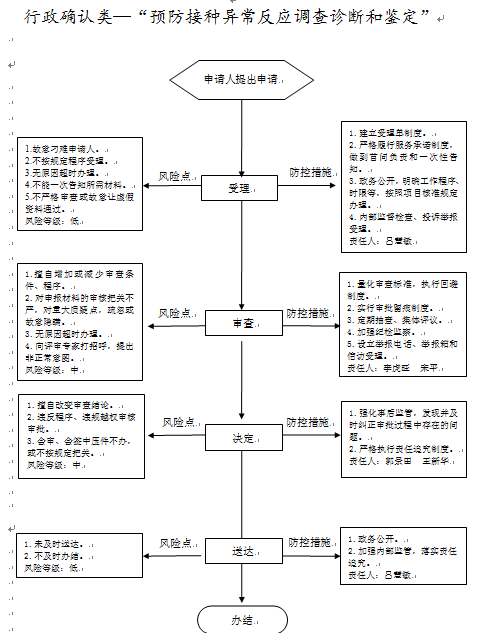 行政确认类—“预防接种异常反应调查诊断和鉴定”
申请人提出申请
1.故意刁难申请人。
2.不按规定程序受理。
3.无原因超时办理。
4.不能一次告知所需材料。
5.不严格审查或故意让虚假
资料通过。
风险等级：低
风险点
受理
防控措施
1.建立受理单制度。
2.严格履行服务承诺制度，
做到首问负责和一次性告
知。
3.政务公开，明确工作程序、
时限等，按照项目核准规定
办理。
4.内部监督检查、投诉举报
受理。
责任人：吕慧敏
1.擅自增加或减少审查条
件、程序。
2.对申报材料的审核把关不
严，对重大质疑点，疏忽或
故意隐瞒。
3.无原因超时办理。
4.向评审专家打招呼，提出
非正常意图。
风险等级：中
风险点
审查
防控措施
1.量化审查标准，执行回避
制度。
2.实行审批留痕制度。
3.定期抽查、集体评议。
4.加强纪检监察。
5.设立举报电话、举报箱和
信访受理。
责任人：李虎臣 宋平
1.擅自改变审查结论。
2.违反程序、违规越权审核
审批。
3.会审、会签中压件不办，
或不按规定把关。
风险等级：中
风险点
决定
防控措施
1.强化事后监管，发现并及
时纠正审批过程中存在的问
题。
2.严格执行责任追究制度。
责任人：郭景田 王新华
1.未及时送达。
2.不及时办结。
风险等级：低
风险点
送达
防控措施
1.政务公开。
2.加强内部监管，落实责任
追究。
责任人：吕慧敏
办结